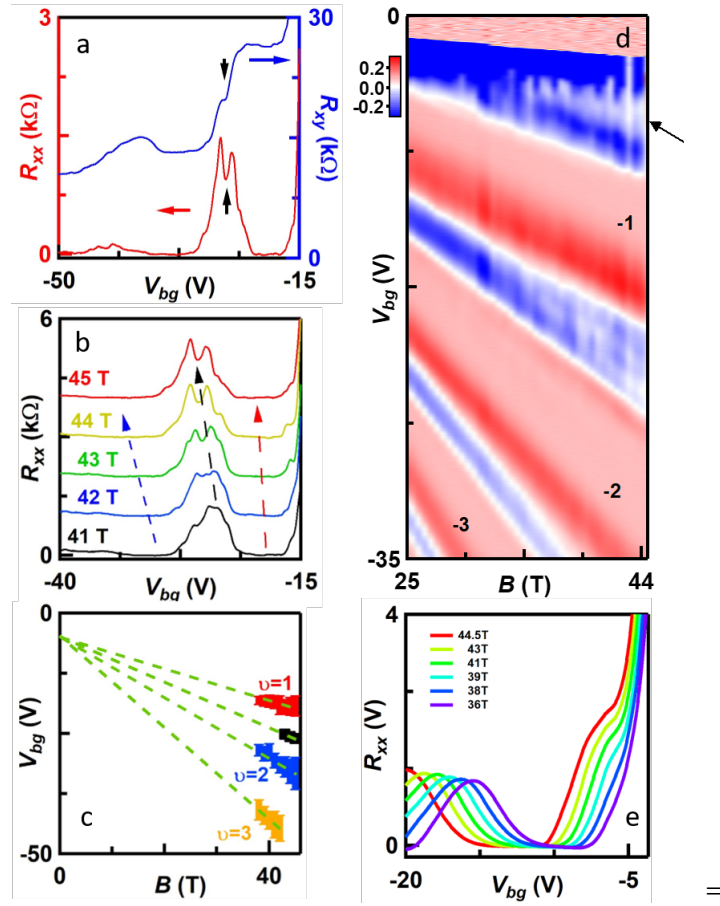 a
3
R_xx (kΩ)
0
-50
V_bg (V)
-15
30
R_xy (kΩ)
0
b
6
R_xx (kΩ)
0
45 T
44 T
43 T
42 T
41 T
-40
V_bg (V)
-15
0
V_bg (V)
-50
υ=1
υ=2
υ=3
c
0
B (T)
40
d
0
0.2
0.0
-0.2
V_bg (V)
-35
-1
-2
-3
25
B (T)
44
4
R_xx (V)
0
44.5T
43T
41T
39T
38T
36T
e
-20
V_bg (V)
-5
=